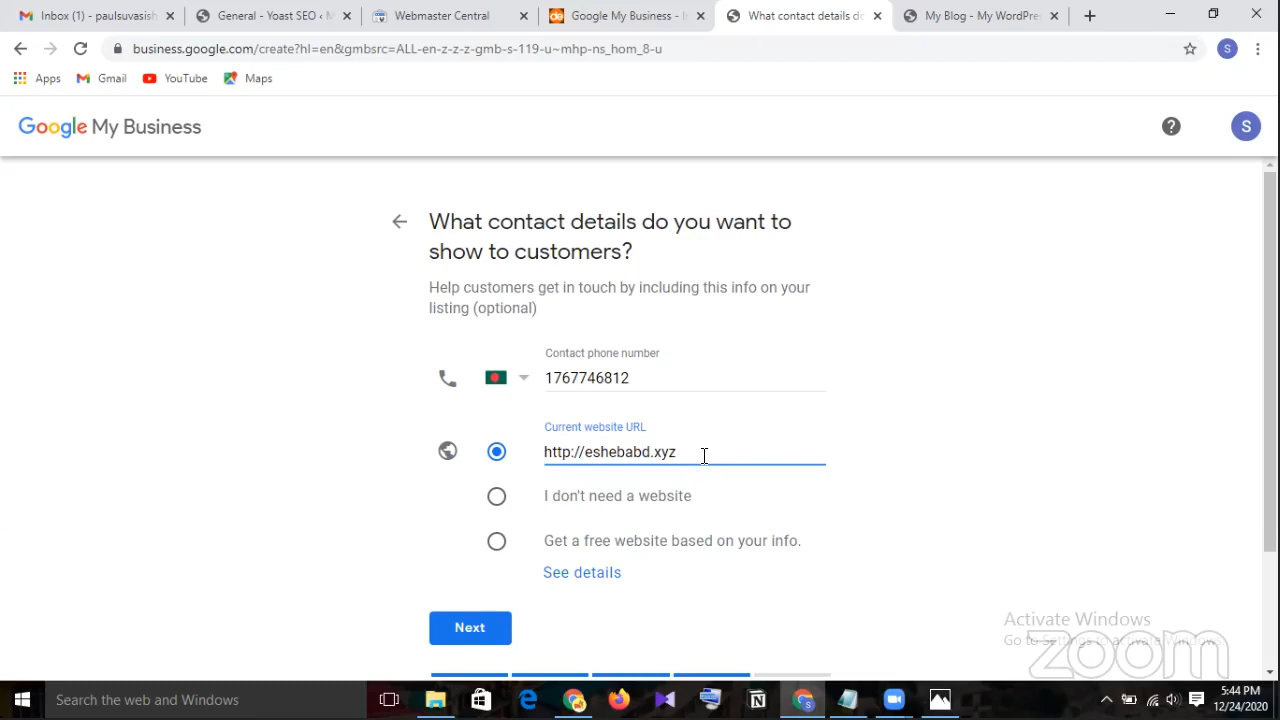 Inbox (1) - paulsuvasish
General - Yoast SEO ‹ M
Webmaster Central
Google My Business - 
What contact details do
My Blog - My WordPres
business.google.com/create?hl=en&gmbsrc=ALL-en-z-z-z-gmb-s-119-u~mhp-ns_hom_8-u
S
Apps
Gmail
YouTube
Maps
Google My Business
S
What contact details do you want to
show to customers?
Help customers get in touch by including this info on your
listing (optional)
Contact phone number
1767746812
Current website URL
http://eshebabd.xyz
I don't need a website
Get a free website based on your info.
See details
Next
Activate Windows
Go to Settings to activate Windows.
zoom
Search the web and Windows
5:44 PM
12/24/2020